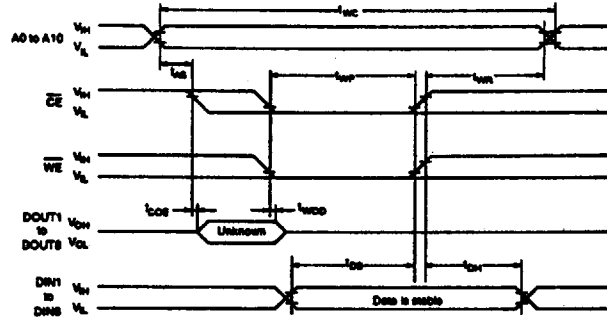 tWC
A0 to A10 VIH
VIL
tAS
tWP
tWR
CE VIH
VIL
WE VIH
VIL
tCOE
tWOD
DOUT1 to DOUT8 VOH
VOL
Unknown
tDS
tDH
DIN1 to DIN8 VIH
VIL
Data is stable